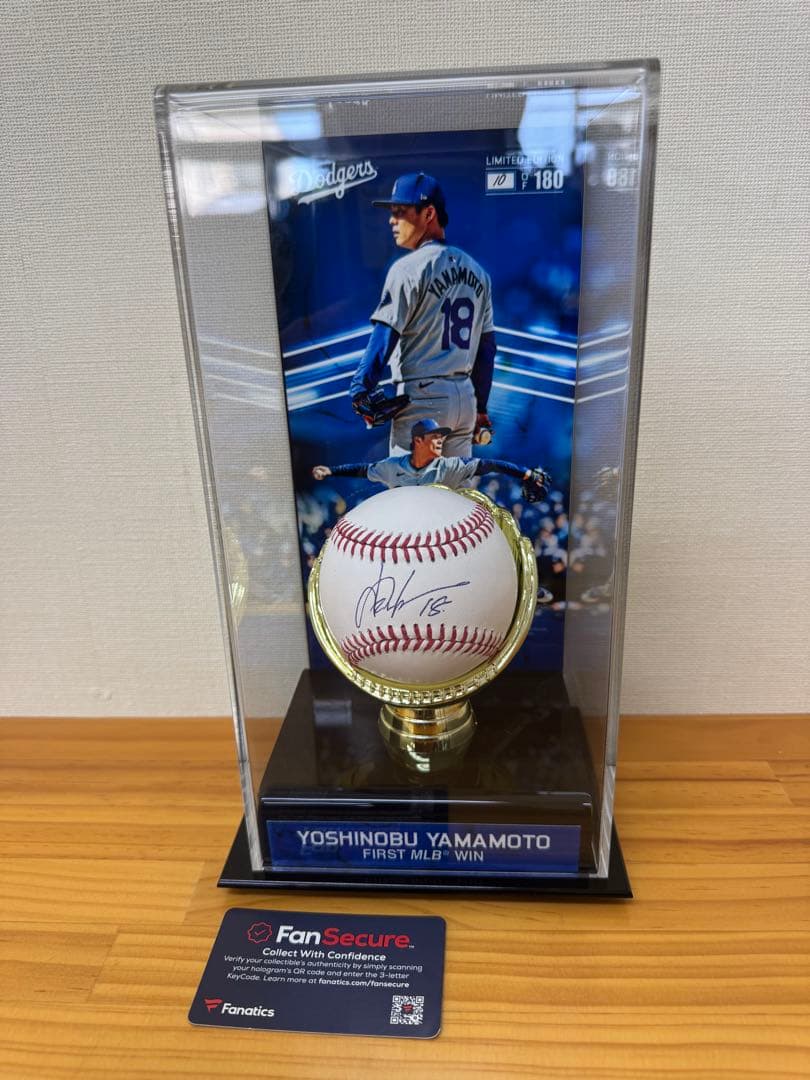 Dodgers
LIMITED EDITION
10 OF 180
YAMAMOTO
18
18
YOSHINOBU YAMAMOTO
FIRST MLB® WIN
FanSecure™
Collect With Confidence
Verify your collectible's authenticity by simply scanning
your hologram's QR code and enter the 3-letter
KeyCode. Learn more at fanatics.com/fansecure
Fanatics